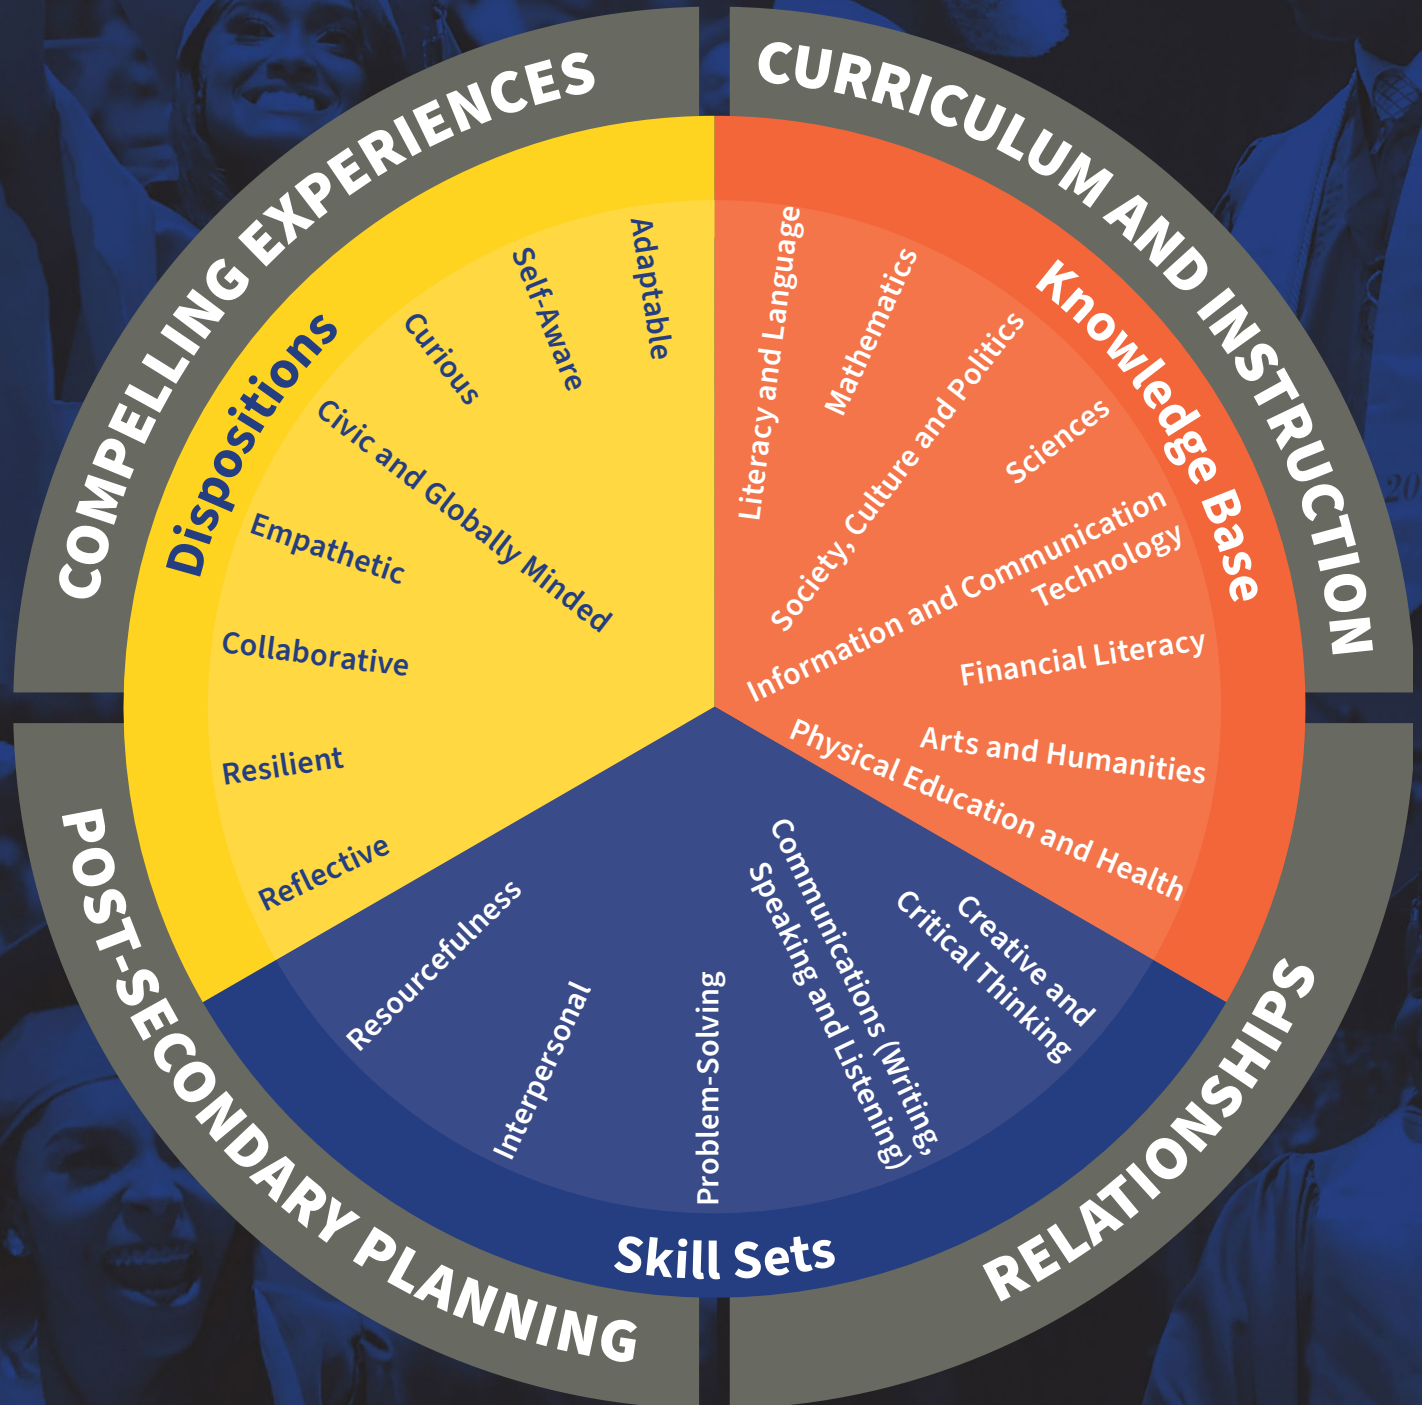 COMPELLING EXPERIENCES
CURRICULUM AND INSTRUCTION
RELATIONSHIPS
POST-SECONDARY PLANNING
Dispositions
Adaptable
Self-Aware
Curious
Civic and Globally Minded
Empathetic
Collaborative
Resilient
Reflective
Knowledge Base
Literacy and Language
Mathematics
Society, Culture and Politics
Sciences
Information and Communication
Technology
Financial Literacy
Arts and Humanities
Physical Education and Health
Skill Sets
Creative and
Critical Thinking
Communications (Writing,
Speaking and Listening)
Problem-Solving
Interpersonal
Resourcefulness
20